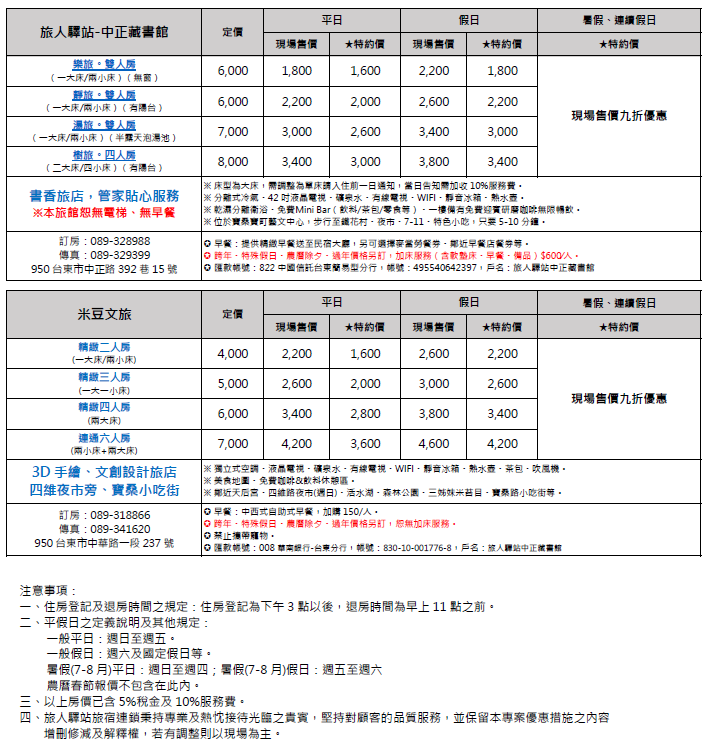 旅人驛站-中正藏書館 定價 平日 假日 暑假、連續假日
現場售價 ★特約價 現場售價 ★特約價 ★特約價
樂旅。雙人房
(一大床/兩小床)(無窗)
6,000 1,800 1,600 2,200 1,800
靜旅。雙人房
(一大床/兩小床)(有陽台)
6,000 2,200 2,000 2,600 2,200
湯旅。雙人房
(一大床/兩小床)(半露天泡湯池)
7,000 3,000 2,600 3,400 3,000
樹旅。四人房
(二大床/四小床)(有陽台)
8,000 3,400 3,000 3,800 3,400
現場售價九折優惠
書香旅店，管家貼心服務
※本旅館恕無電梯、無早餐
※ 床型為大床，需調整為單床請入住前一日通知，當日告知需加收 10%服務費。
※ 分離式冷氣、42 吋液晶電視、礦泉水、有線電視、WIFI、靜音冰箱、熱水壺。
※ 乾濕分離衛浴、免費Mini Bar（飲料/茶包/零食等）、一樓備有免費迎賓研磨咖啡無限暢飲。
※ 位於寶桑寶町藝文中心，步行至鐵花村、夜市、7-11、特色小吃，只要 5-10 分鐘。
訂房：089-328988
傳真：089-329399
950 台東市中正路 392 巷 15 號
✪ 早餐：提供精緻早餐送至民宿大廳，另可選擇麥當勞餐券、鄰近早餐店餐券等。
✪ 跨年、特殊假日、農曆除夕、過年價格另訂，加床服務（含軟墊床、早餐、備品）$600/人。
✪ 匯款帳號：822 中國信託台東簡易型分行，帳號：495540642397，戶名：旅人驛站中正藏書館
米豆文旅 定價 平日 假日 暑假、連續假日
現場售價 ★特約價 現場售價 ★特約價 ★特約價
精緻二人房
(一大床/兩小床)
4,000 2,200 1,600 2,600 2,200
精緻三人房
(一大一小床)
5,000 2,600 2,000 3,000 2,600
精緻四人房
(兩大床)
6,000 3,400 2,800 3,800 3,400
連通六人房
(兩小床+兩大床)
7,000 4,200 3,600 4,600 4,200
現場售價九折優惠
3D 手繪、文創設計旅店
四維夜市旁、寶桑小吃街
※ 獨立式空調、液晶電視、礦泉水、有線電視、WIFI、靜音冰箱、熱水壺、茶包、吹風機。
※ 美食地圖、免費咖啡&飲料休憩區。
※ 鄰近天后宮、四維路夜市(週日)、活水湖、森林公園、三姊妹米苔目、寶桑路小吃街等。
訂房：089-318866
傳真：089-341620
950 台東市中華路一段 237 號
✪ 早餐：中西式自助式早餐，加購 150/人。
✪ 跨年、特殊假日、農曆除夕、過年價格另訂，恕無加床服務。
✪ 禁止攜帶寵物。
✪ 匯款帳號：008 華南銀行-台東分行，帳號：830-10-001776-8，戶名：旅人驛站中正藏書館
注意事項：
一、住房登記及退房時間之規定：住房登記為下午 3 點以後，退房時間為早上 11 點之前。
二、平假日之定義說明及其他規定：
一般平日：週日至週五。
一般假日：週六及國定假日等。
暑假(7-8 月)平日：週日至週四；暑假(7-8 月)假日：週五至週六
農曆春節報價不包含在此內。
三、以上房價已含 5%稅金及 10%服務費。
四、旅人驛站旅宿連鎖秉持專業及熱忱接待光臨之貴賓，堅持對顧客的品質服務，並保留本專案優惠措施之內容
增刪修減及解釋權，若有調整則以現場為主。